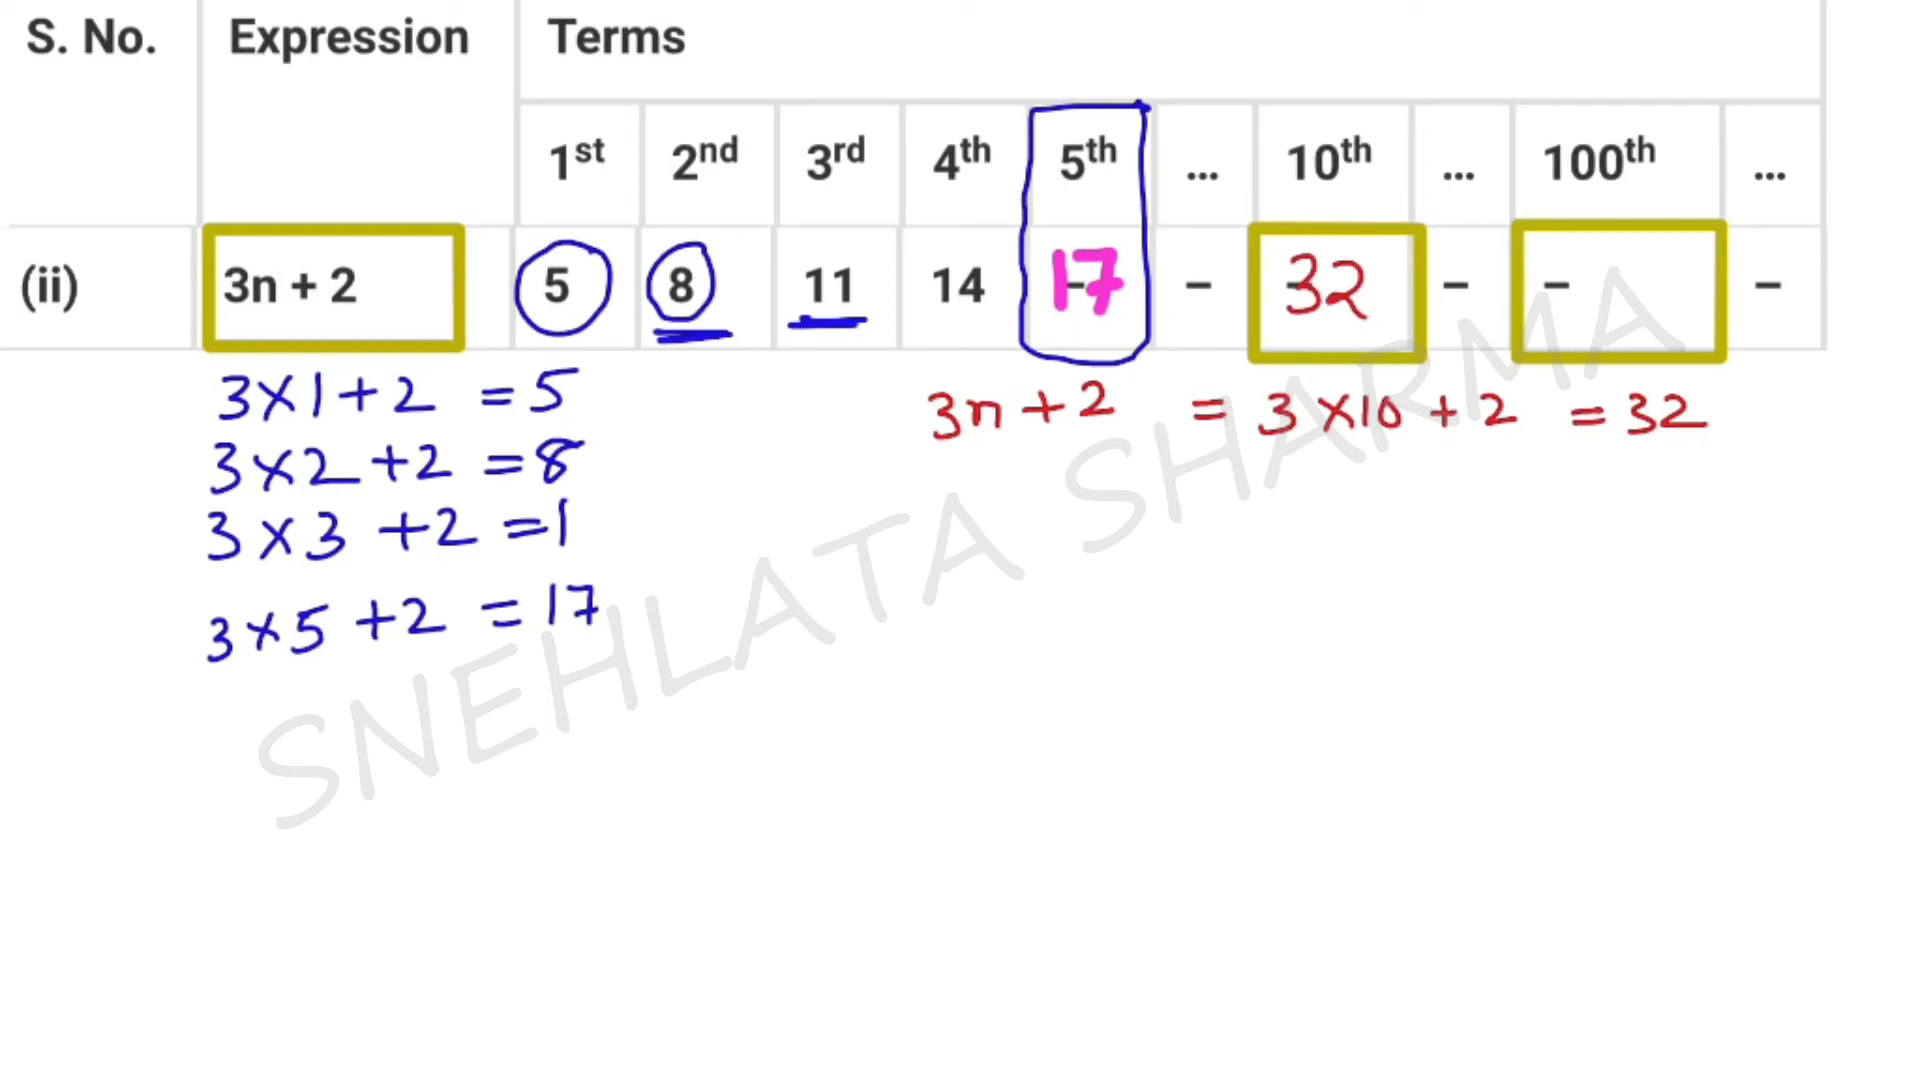 S. No. Expression Terms
1st 2nd 3rd 4th 5th ... 10th ... 100th ...
(ii) 3n + 2 5 8 11 14 17 – 32 – – –
3×1+2 =5
3n+2 = 3×10+2 =32
3×2+2 =8
3×3+2 =1
3×5+2 =17
SNEHLATA SHARMA